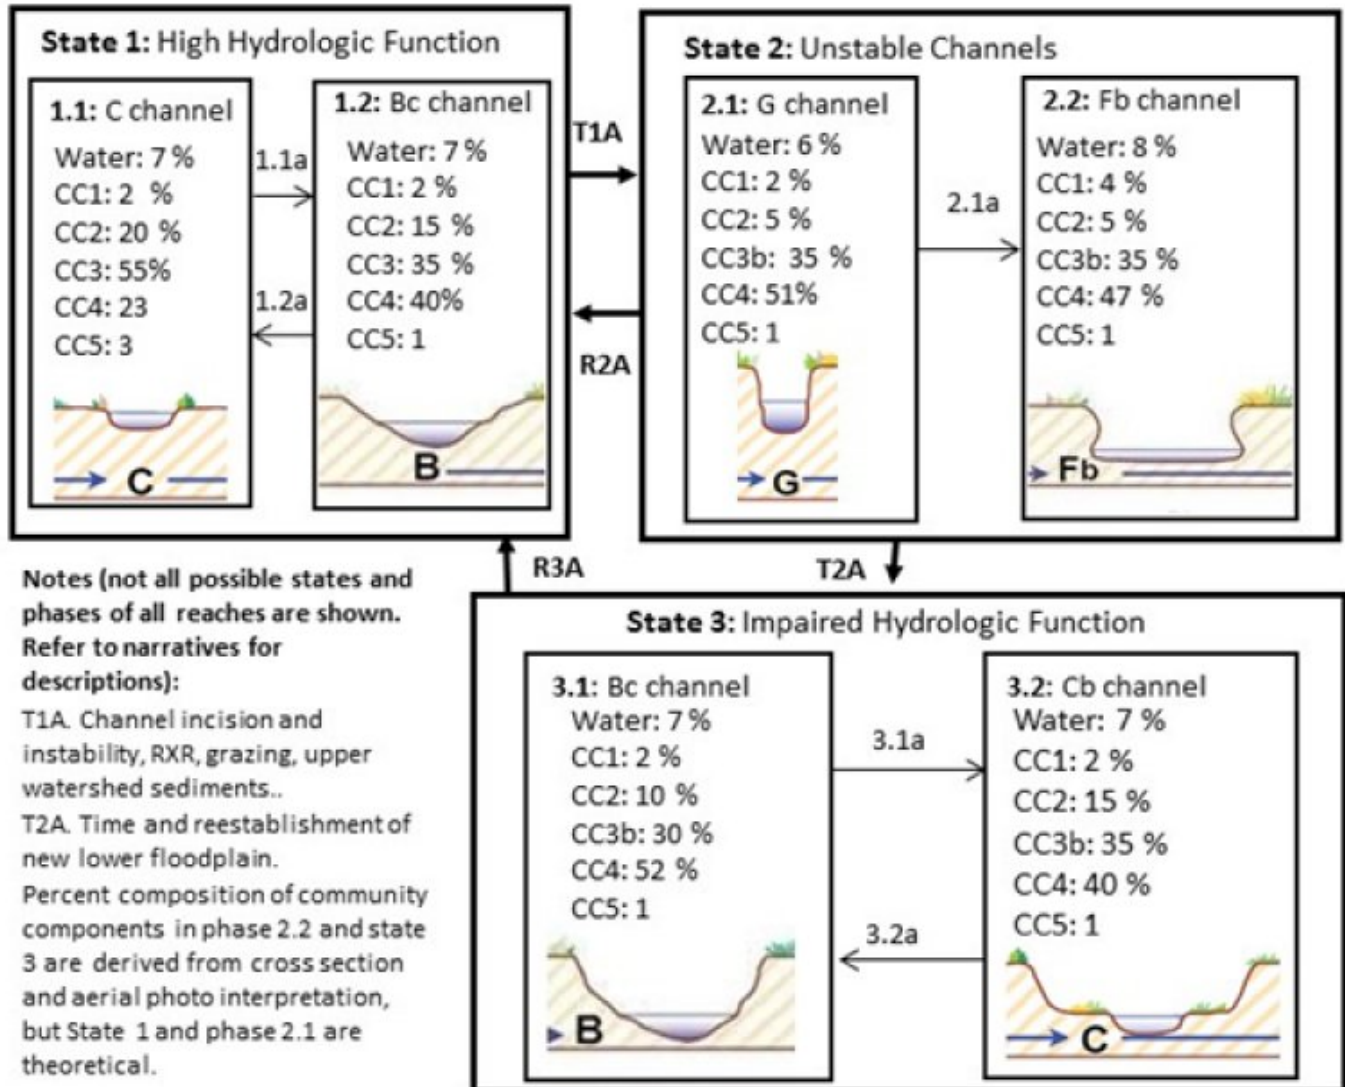 State 1: High Hydrologic Function
1.1: C channel
Water: 7 %
CC1: 2 %
CC2: 20 %
CC3: 55%
CC4: 23
CC5: 3
C
1.1a
1.2a
1.2: Bc channel
Water: 7 %
CC1: 2 %
CC2: 15 %
CC3: 35 %
CC4: 40%
CC5: 1
B
T1A
R2A
State 2: Unstable Channels
2.1: G channel
Water: 6 %
CC1: 2 %
CC2: 5 %
CC3b: 35 %
CC4: 51%
CC5: 1
G
2.1a
2.2: Fb channel
Water: 8 %
CC1: 4 %
CC2: 5 %
CC3b: 35 %
CC4: 47 %
CC5: 1
Fb
R3A
T2A
Notes (not all possible states and
phases of all reaches are shown.
Refer to narratives for
descriptions):
T1A. Channel incision and
instability, RXR, grazing, upper
watershed sediments..
T2A. Time and reestablishment of
new lower floodplain.
Percent composition of community
components in phase 2.2 and state
3 are derived from cross section
and aerial photo interpretation,
but State 1 and phase 2.1 are
theoretical.
State 3: Impaired Hydrologic Function
3.1: Bc channel
Water: 7 %
CC1: 2 %
CC2: 10 %
CC3b: 30 %
CC4: 52 %
CC5: 1
B
3.1a
3.2a
3.2: Cb channel
Water: 7 %
CC1: 2 %
CC2: 15 %
CC3b: 35 %
CC4: 40 %
CC5: 1
C